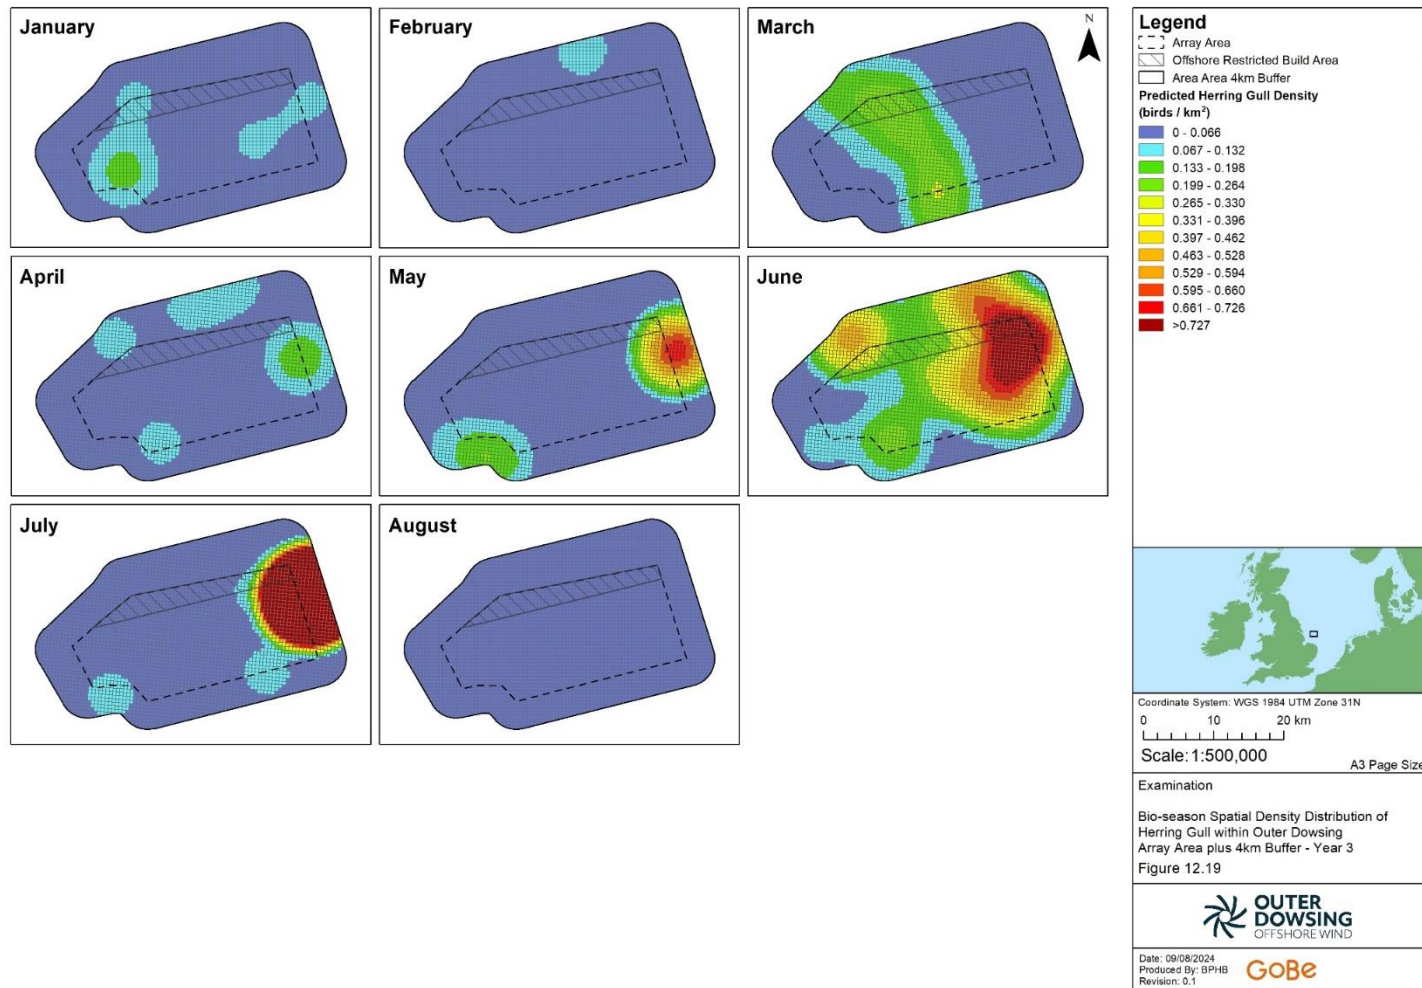 January
February
March
N
April
May
June
July
August
Legend
Array Area
Offshore Restricted Build Area
Area Area 4km Buffer
Predicted Herring Gull Density
(birds / km²)
0 - 0.066
0.067 - 0.132
0.133 - 0.198
0.199 - 0.264
0.265 - 0.330
0.331 - 0.396
0.397 - 0.462
0.463 - 0.528
0.529 - 0.594
0.595 - 0.660
0.661 - 0.726
>0.727
Coordinate System: WGS 1984 UTM Zone 31N
0 10 20 km
Scale: 1:500,000
A3 Page Size
Examination
Bio-season Spatial Density Distribution of
Herring Gull within Outer Dowsing
Array Area plus 4km Buffer - Year 3
Figure 12.19
OUTER
DOWSING
OFFSHORE WIND
Date: 09/08/2024
Produced By: BPHB
Revision: 0.1
GoBe